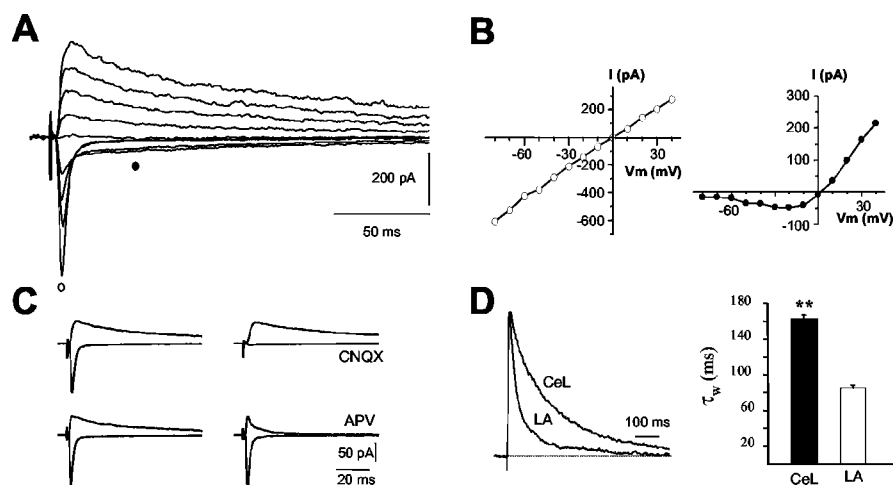 A
200 pA
50 ms
B
I (pA)
200
-60
-30
30
Vm (mV)
-200
-400
-600
I (pA)
300
200
100
-60
30
Vm (mV)
-100
C
CNQX
APV
50 pA
20 ms
D
CeL
LA
100 ms
τw (ms)
180
140
100
60
20
**
CeL
LA